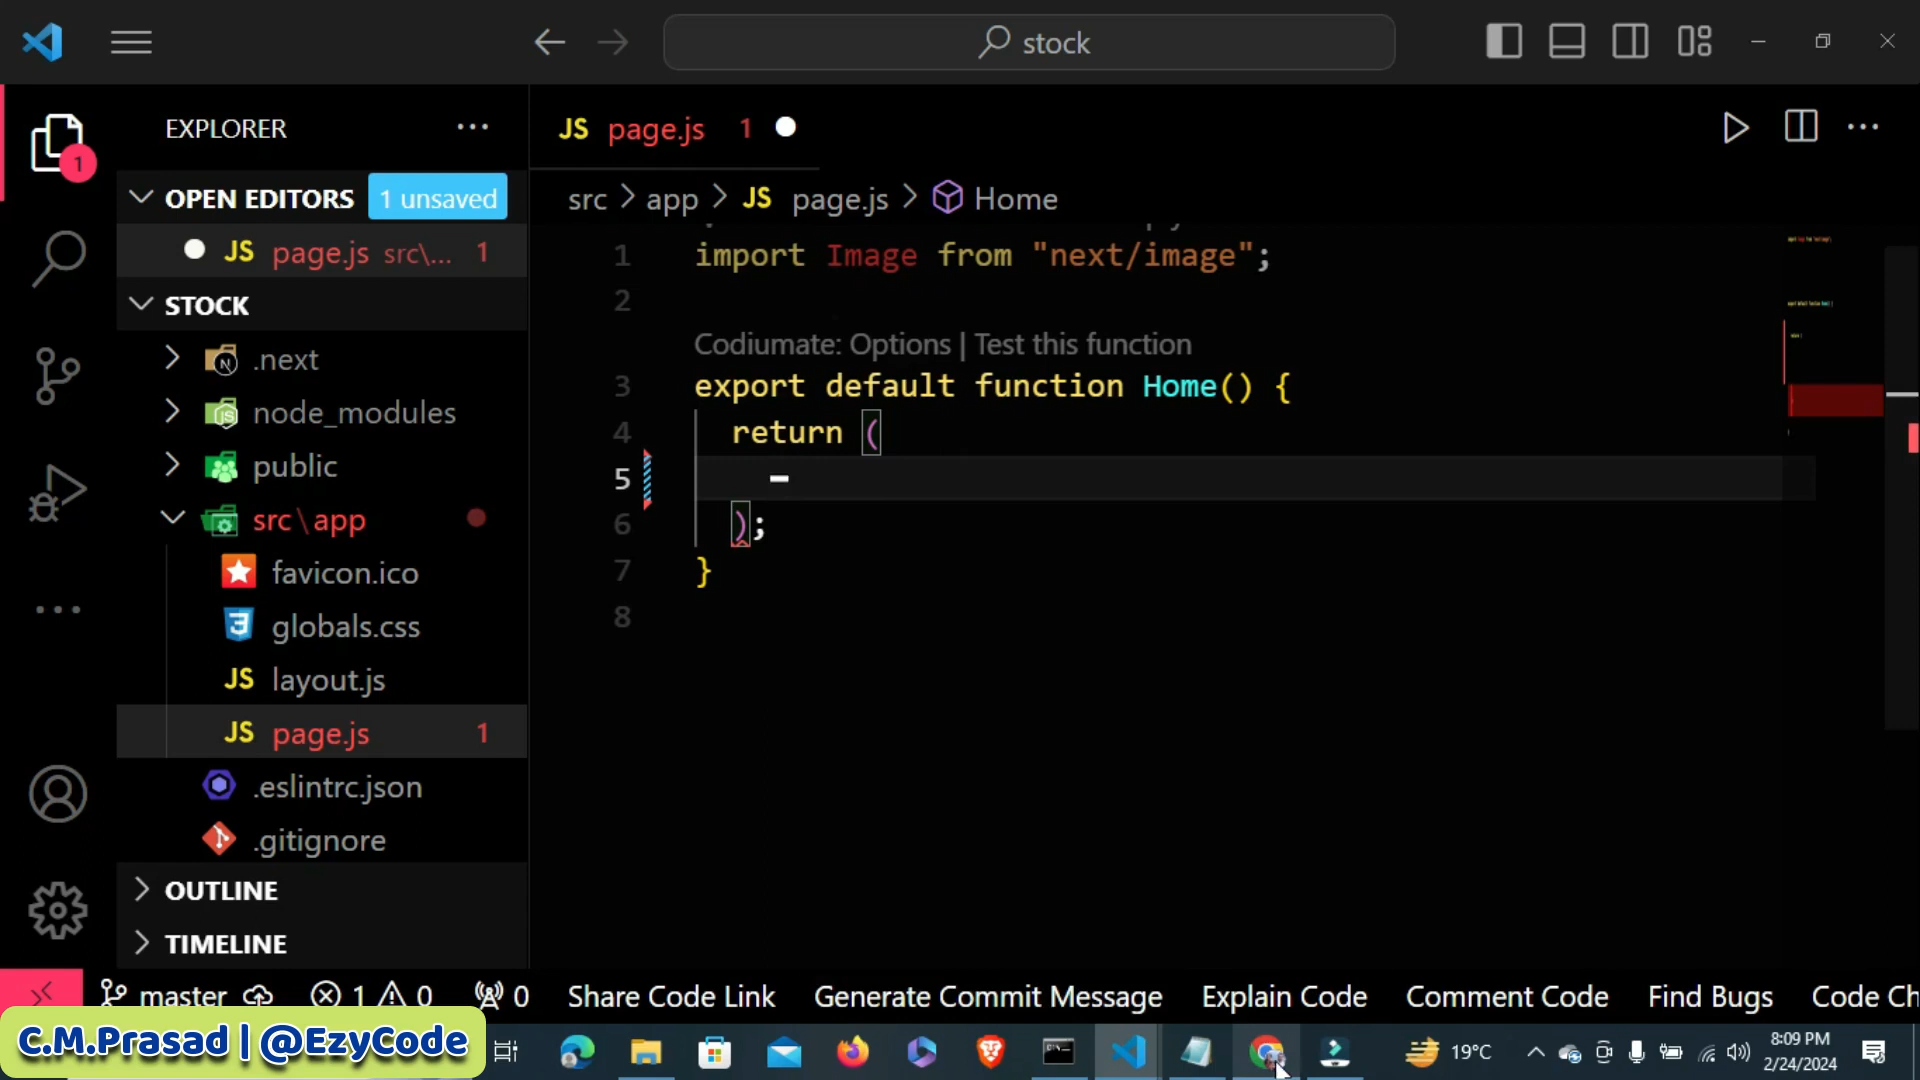 stock
EXPLORER
OPEN EDITORS 1 unsaved
JS page.js src\... 1
STOCK
.next
node_modules
public
src\app
favicon.ico
globals.css
JS layout.js
JS page.js 1
.eslintrc.json
.gitignore
OUTLINE
TIMELINE
JS page.js 1
src > app > JS page.js > Home
1 import Image from "next/image";
2
Codiumate: Options | Test this function
3 export default function Home() {
4 return (
5
6 );
7 }
8
master 1 0 0 Share Code Link Generate Commit Message Explain Code Comment Code Find Bugs Code Ch
C.M.Prasad | @EzyCode
19°C
8:09 PM
2/24/2024